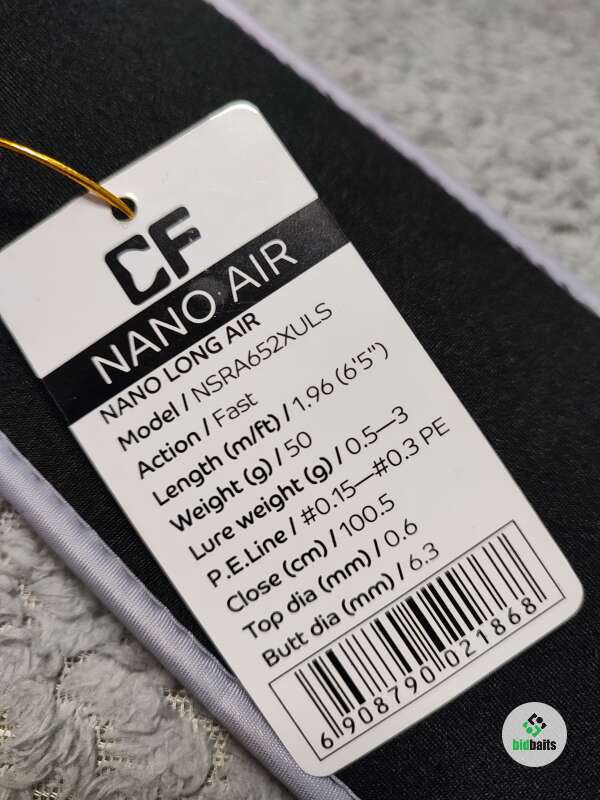 CF
NANO AIR
NANO LONG AIR
Model / NSRA652XULS
Action / Fast
Length (m/ft) / 1.96 (6'5")
Weight (g) / 50
Lure weight (g) / 0.5—3
P.E.Line / #0.15—#0.3 PE
Close (cm) / 100.5
Top dia (mm) / 0.6
Butt dia (mm) / 6.3
6 908790 021868
bidbaits